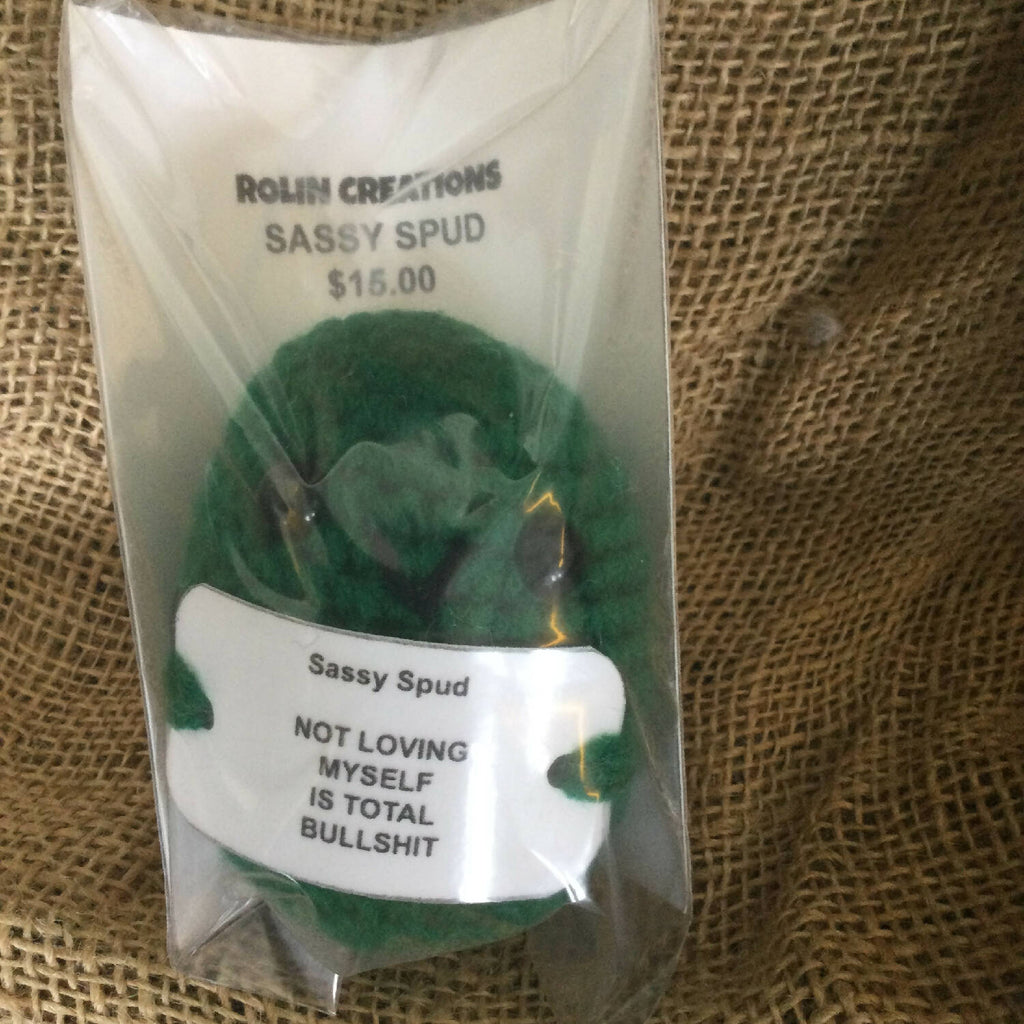 ROLIN CREATIONS
SASSY SPUD
$15.00
Sassy Spud
NOT LOVING
MYSELF
IS TOTAL
BULLSHIT